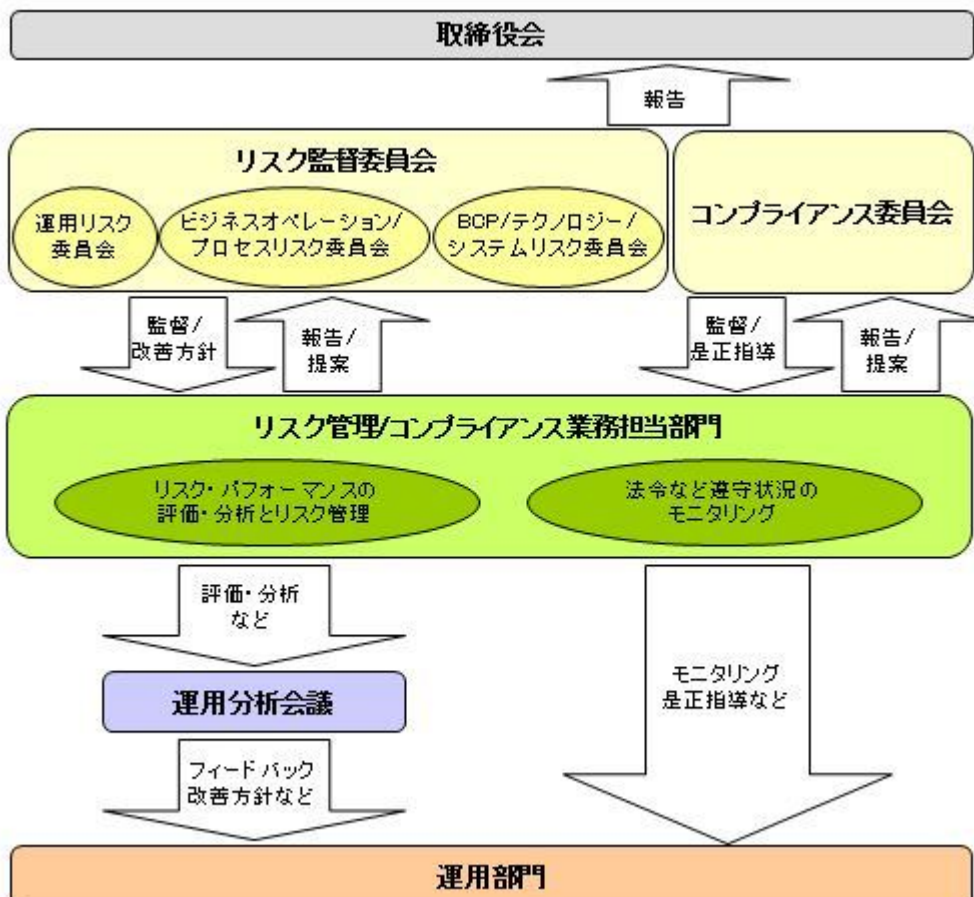 取締役会
報告
リスク監督委員会
運用リスク
委員会
ビジネスオペレーション/
プロセスリスク委員会
BCP/テクノロジー/
システムリスク委員会
コンプライアンス委員会
監督/
改善方針
報告/
提案
監督/
是正指導
報告/
提案
リスク管理/コンプライアンス業務担当部門
リスク・パフォーマンスの
評価・分析とリスク管理
法令など遵守状況の
モニタリング
評価・分析
など
運用分析会議
モニタリング
是正指導など
フィードバック
改善方針など
運用部門